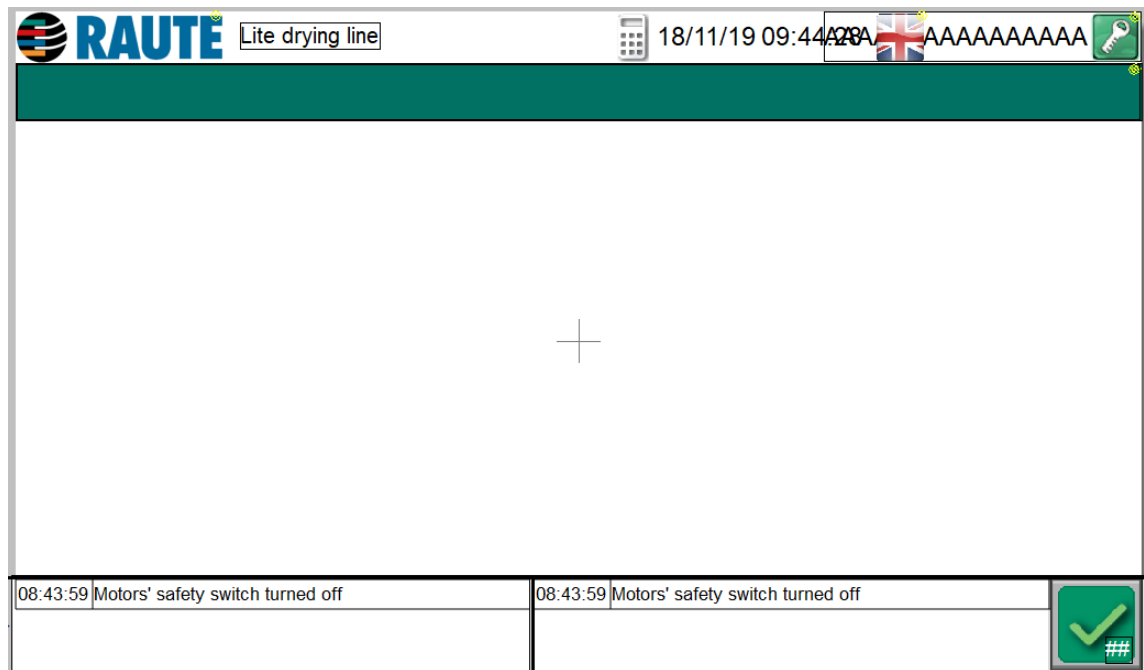 RAUTE
Lite drying line
18/11/19 09:44:28
AAAAAAAAAAA
08:43:59 Motors' safety switch turned off
08:43:59 Motors' safety switch turned off
##